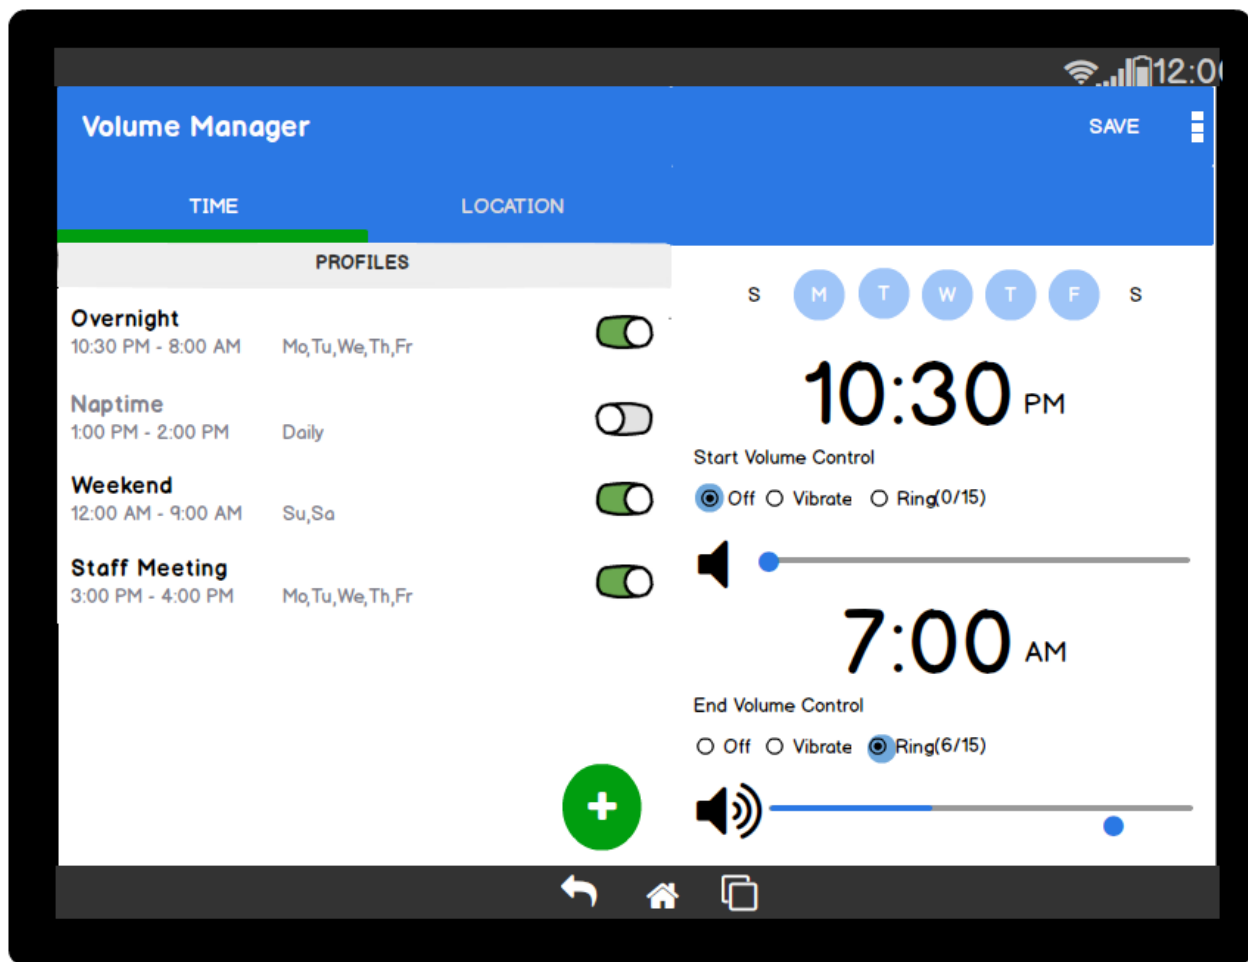 12:0
Volume Manager
SAVE
TIME
LOCATION
PROFILES
Overnight
10:30 PM - 8:00 AM Mo,Tu,We,Th,Fr
Naptime
1:00 PM - 2:00 PM Daily
Weekend
12:00 AM - 9:00 AM Su,Sa
Staff Meeting
3:00 PM - 4:00 PM Mo,Tu,We,Th,Fr
S M T W T F S
10:30 PM
Start Volume Control
Off Vibrate Ring(0/15)
7:00 AM
End Volume Control
Off Vibrate Ring(6/15)